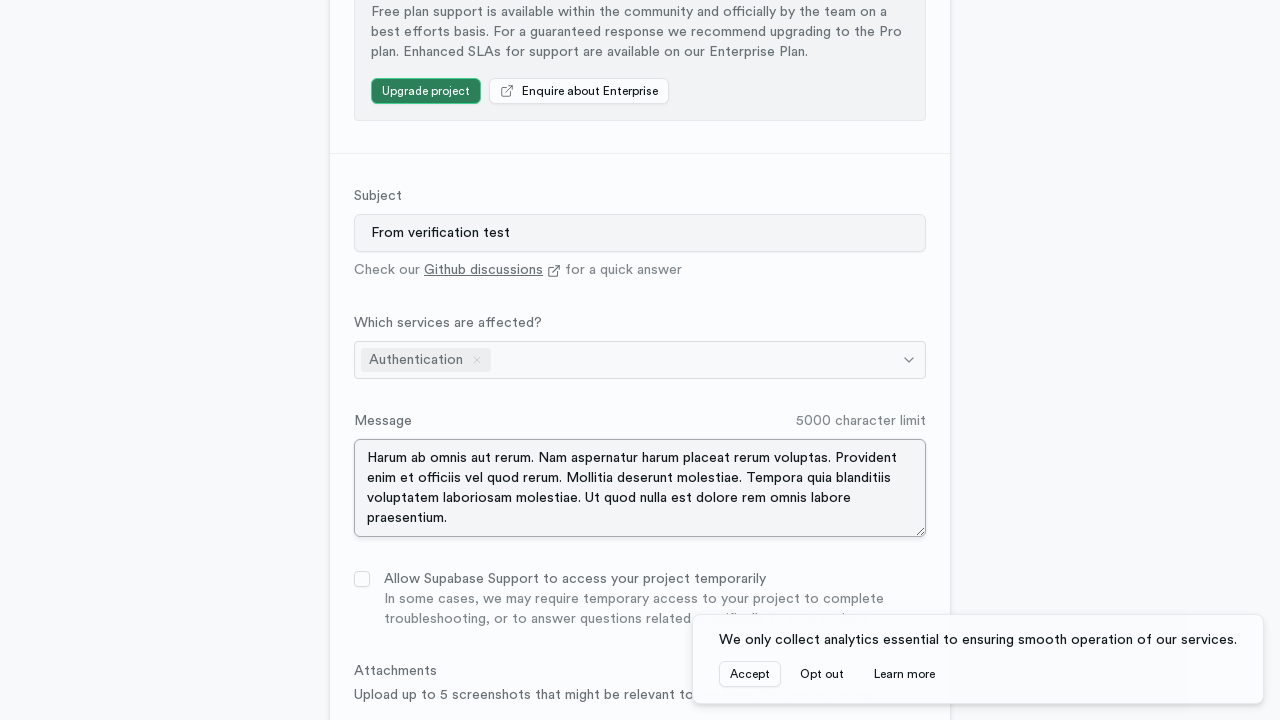 Free plan support is available within the community and officially by the team on a
best efforts basis. For a guaranteed response we recommend upgrading to the Pro
plan. Enhanced SLAs for support are available on our Enterprise Plan.
Upgrade project
Enquire about Enterprise
Subject
From verification test
Check our Github discussions for a quick answer
Which services are affected?
Authentication
Message
5000 character limit
Harum ab omnis aut rerum. Nam aspernatur harum placeat rerum voluptas. Provident
enim et officiis vel quod rerum. Mollitia deserunt molestiae. Tempora quia blanditiis
voluptatem laboriosam molestiae. Ut quod nulla est dolore rem omnis labore
praesentium.
Allow Supabase Support to access your project temporarily
In some cases, we may require temporary access to your project to complete
troubleshooting, or to answer questions related
Attachments
Upload up to 5 screenshots that might be relevant to
We only collect analytics essential to ensuring smooth operation of our services.
Accept
Opt out
Learn more